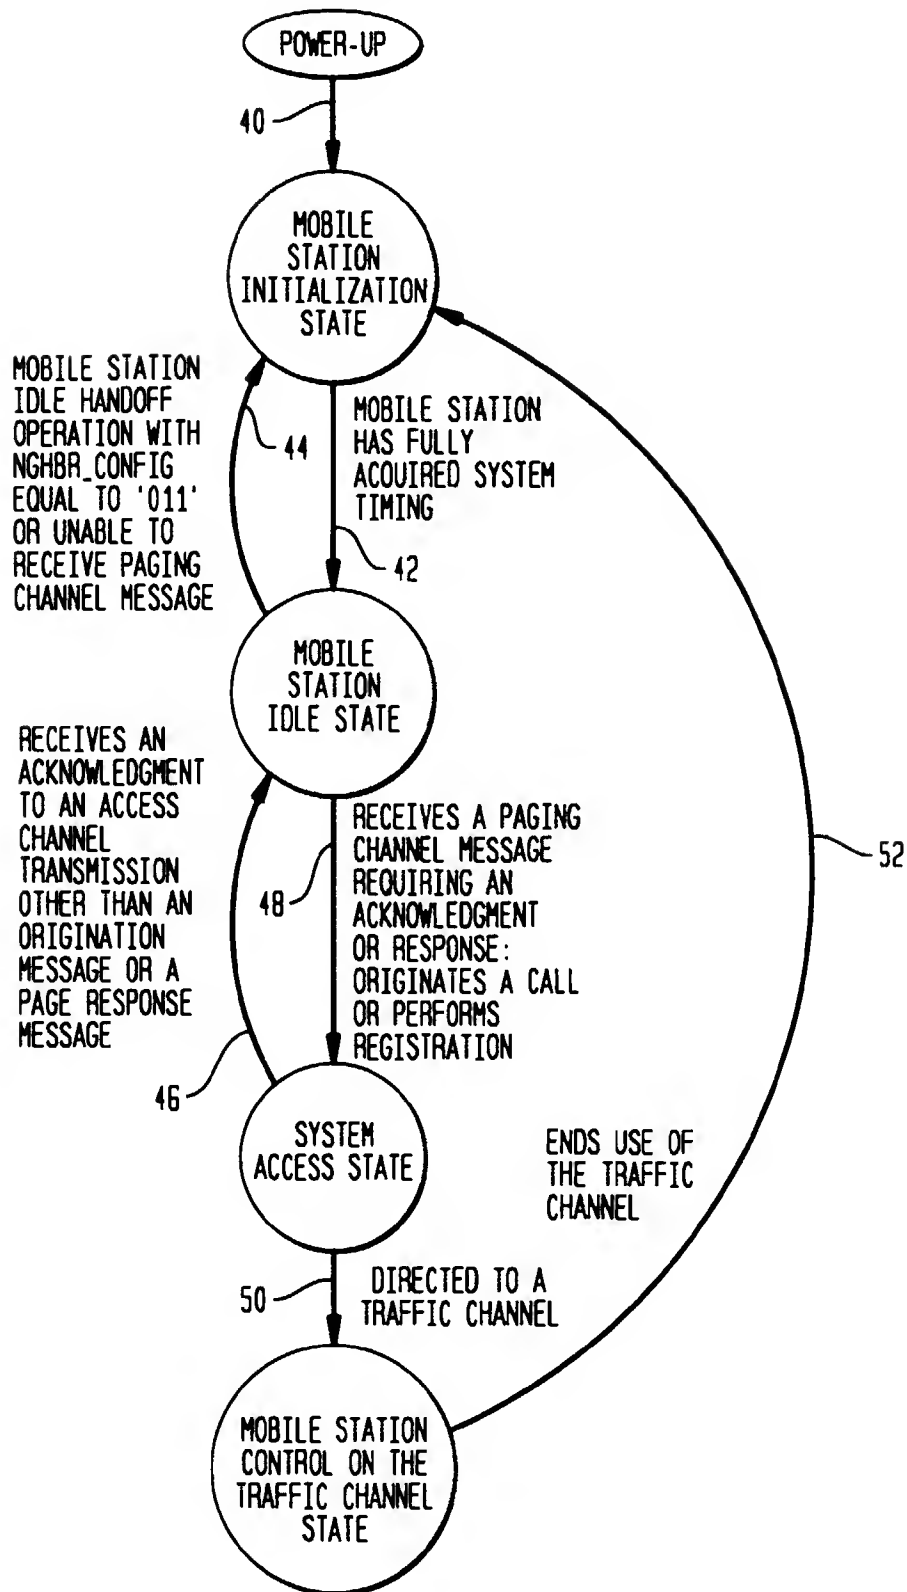 POWER-UP
40
MOBILE
STATION
INITIALIZATION
STATE
MOBILE STATION
IDLE HANDOFF
OPERATION WITH
NGHBR_CONFIG
EQUAL TO '011'
OR UNABLE TO
RECEIVE PAGING
CHANNEL MESSAGE
44
MOBILE STATION
HAS FULLY
ACQUIRED SYSTEM
TIMING
42
MOBILE
STATION
IDLE STATE
RECEIVES AN
ACKNOWLEDGMENT
TO AN ACCESS
CHANNEL
TRANSMISSION
OTHER THAN AN
ORIGINATION
MESSAGE OR A
PAGE RESPONSE
MESSAGE
46
48
RECEIVES A PAGING
CHANNEL MESSAGE
REQUIRING AN
ACKNOWLEDGMENT
OR RESPONSE:
ORIGINATES A CALL
OR PERFORMS
REGISTRATION
52
SYSTEM
ACCESS STATE
ENDS USE OF
THE TRAFFIC
CHANNEL
50
DIRECTED TO A
TRAFFIC CHANNEL
MOBILE STATION
CONTROL ON THE
TRAFFIC CHANNEL
STATE